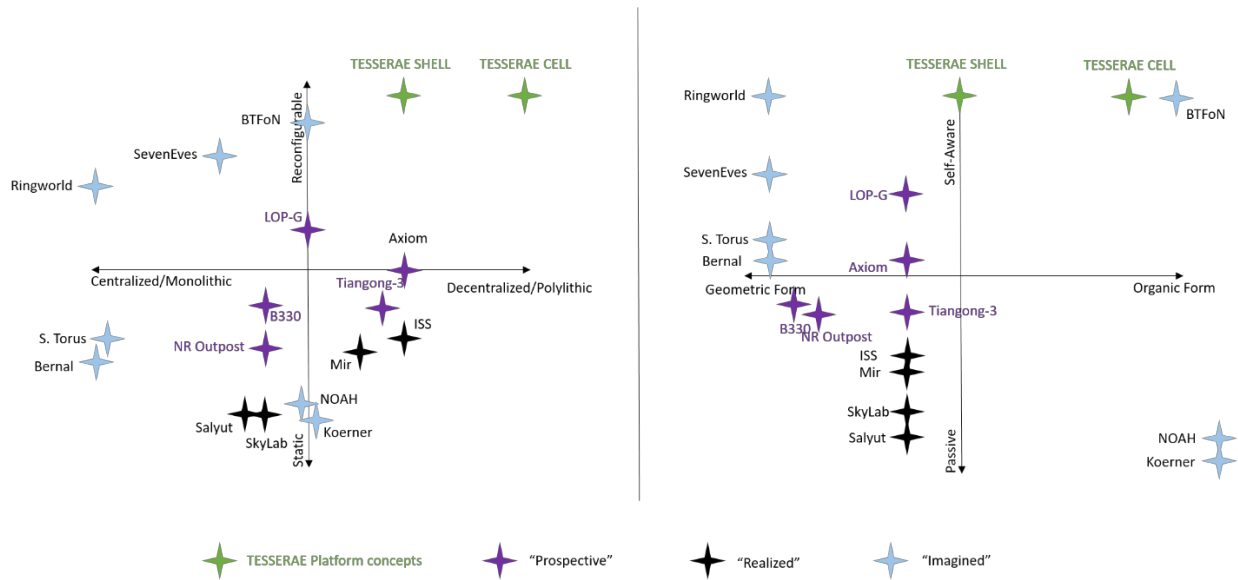 TESSERAE SHELL
TESSERAE CELL
BTFoN
Reconfigurable
SevenEves
Ringworld
LOP-G
Axiom
Centralized/Monolithic
Decentralized/Polylithic
Tiangong-3
B330
ISS
S. Torus
NR Outpost
Mir
Bernal
NOAH
Salyut
SkyLab
Koerner
Static
TESSERAE SHELL
TESSERAE CELL
Ringworld
BTFoN
Self-Aware
SevenEves
LOP-G
S. Torus
Bernal
Axiom
Geometric Form
Organic Form
Tiangong-3
B330
NR Outpost
ISS
Mir
SkyLab
Salyut
Passive
NOAH
Koerner
TESSERAE Platform concepts
“Prospective”
“Realized”
“Imagined”